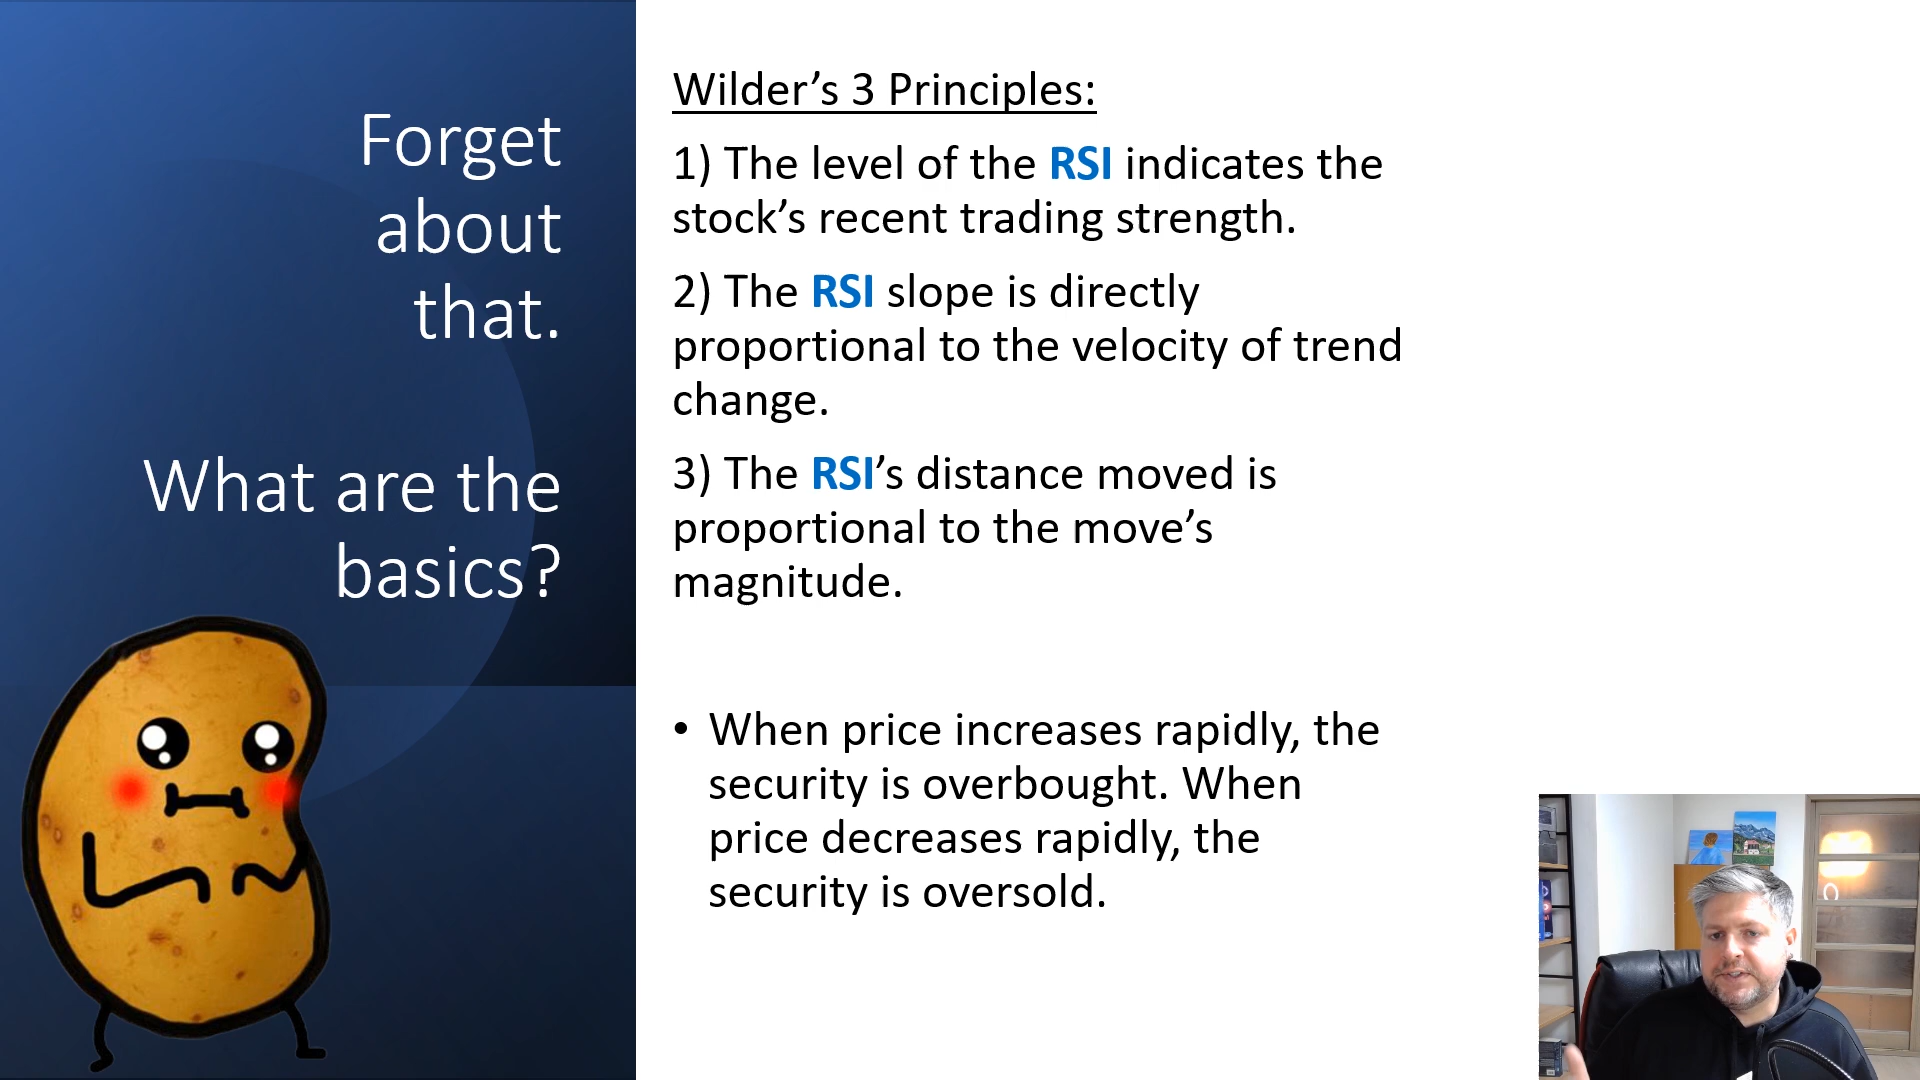 Forget
about
that.
What are the
basics?
Wilder’s 3 Principles:
1) The level of the RSI indicates the
stock’s recent trading strength.
2) The RSI slope is directly
proportional to the velocity of trend
change.
3) The RSI’s distance moved is
proportional to the move’s
magnitude.
• When price increases rapidly, the
security is overbought. When
price decreases rapidly, the
security is oversold.